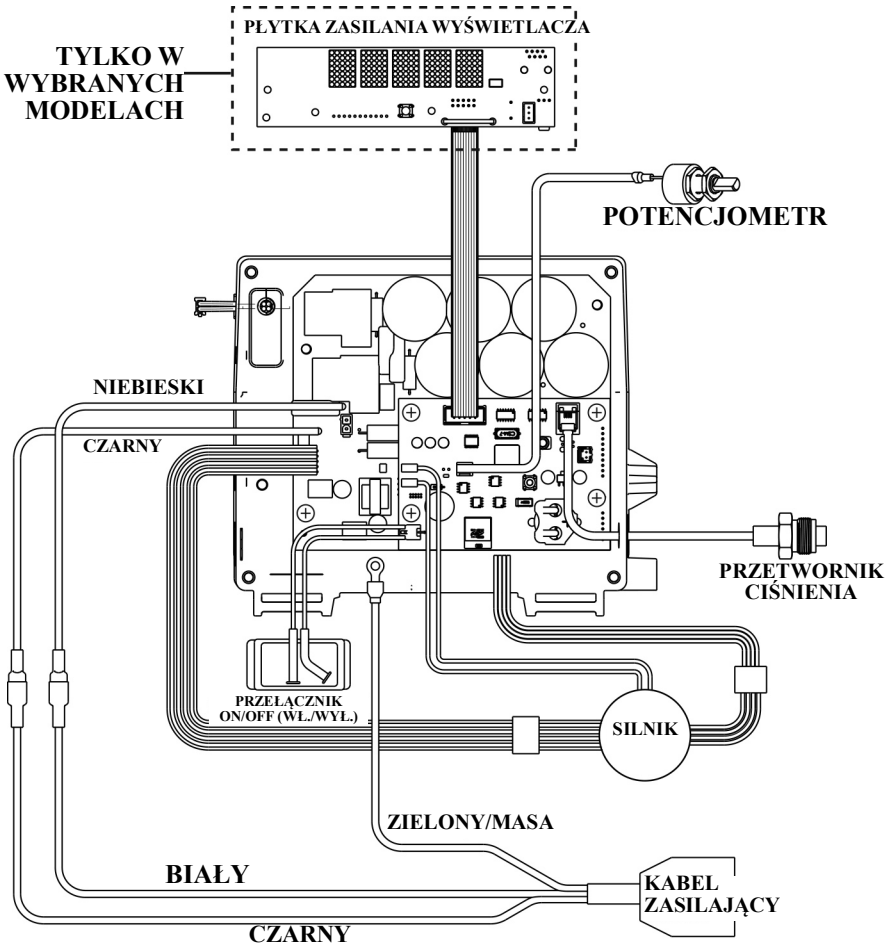 PŁYTKA ZASILANIA WYŚWIETLACZA
TYLKO W
WYBRANYCH
MODELACH
POTENCJOMETR
NIEBIESKI
CZARNY
PRZETWORNIK
CIŚNIENIA
PRZEŁĄCZNIK
ON/OFF (WŁ./WYŁ.)
SILNIK
ZIELONY/MASA
BIAŁY
KABEL
ZASILAJĄCY
CZARNY